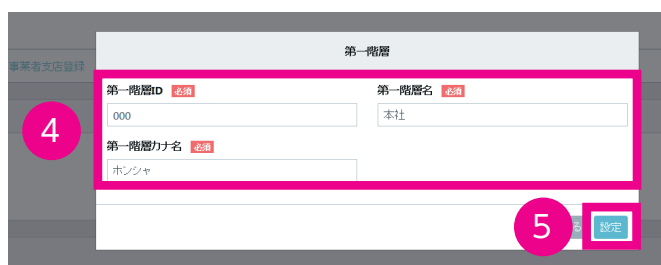 第一階層
事業者支店登録
第一階層ID 必須
第一階層名 必須
000
本社
4
第一階層カナ名 必須
ホンシャ
5
る
設定